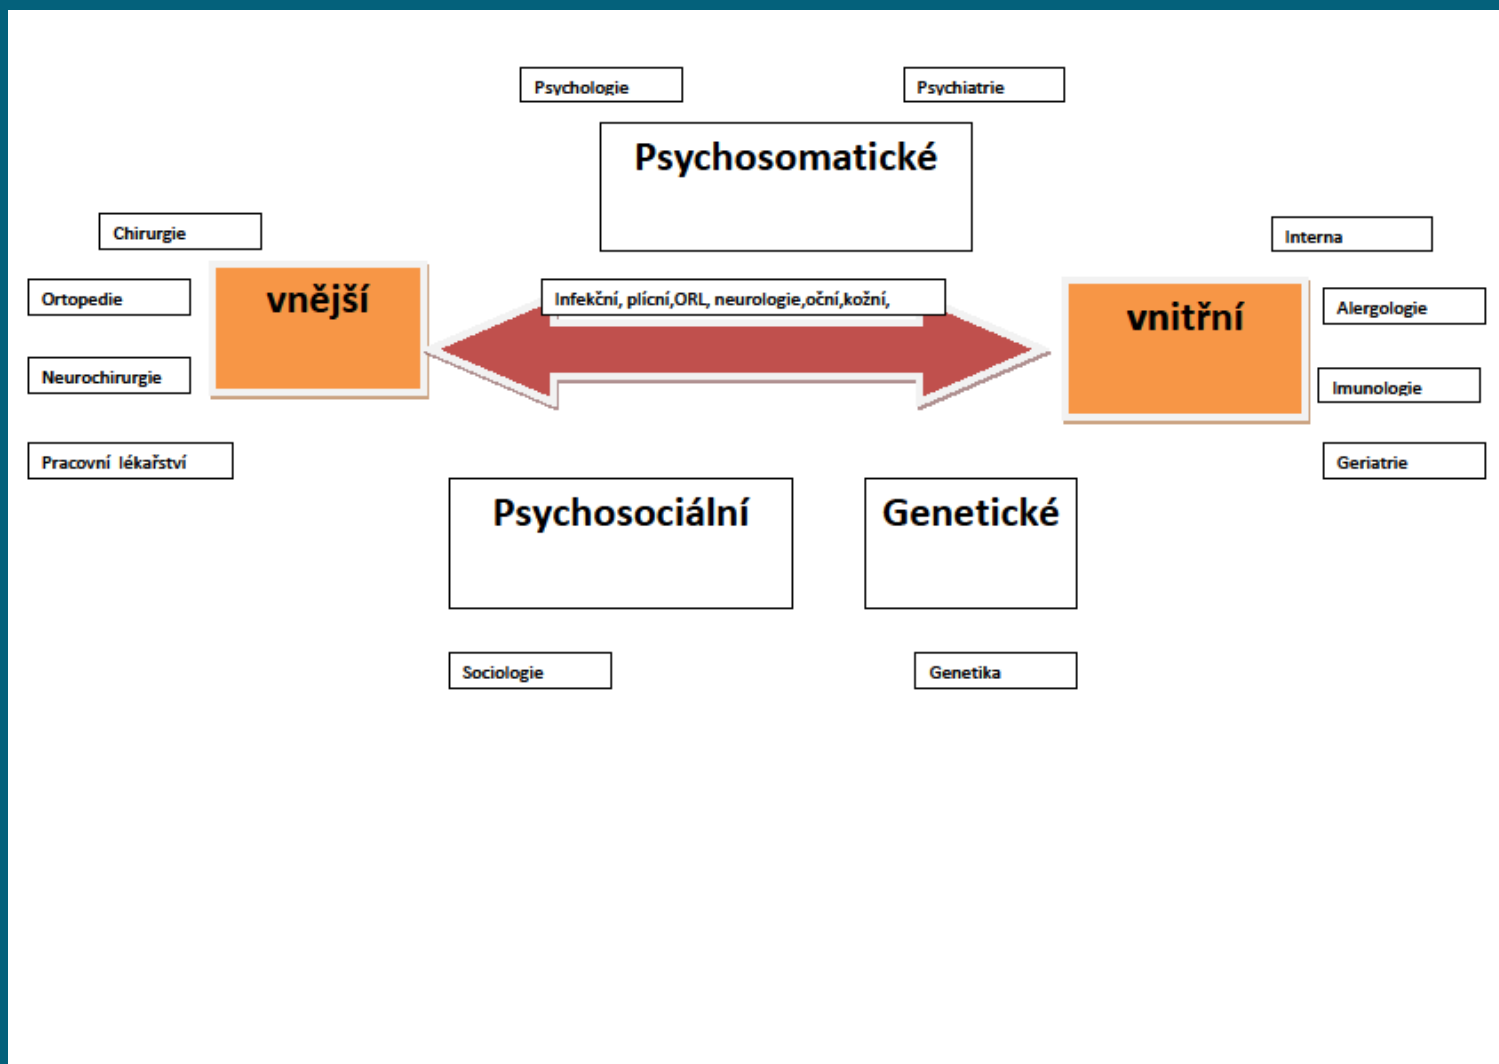 Psychologie
Psychiatrie
Psychosomatické
Chirurgie
Interna
Ortopedie
vnější
Infekční, plícní,ORL, neurologie,oční,kožní,
vnitřní
Alergologie
Neurochirurgie
Imunologie
Pracovní lékařství
Geriatrie
Psychosociální
Genetické
Sociologie
Genetika